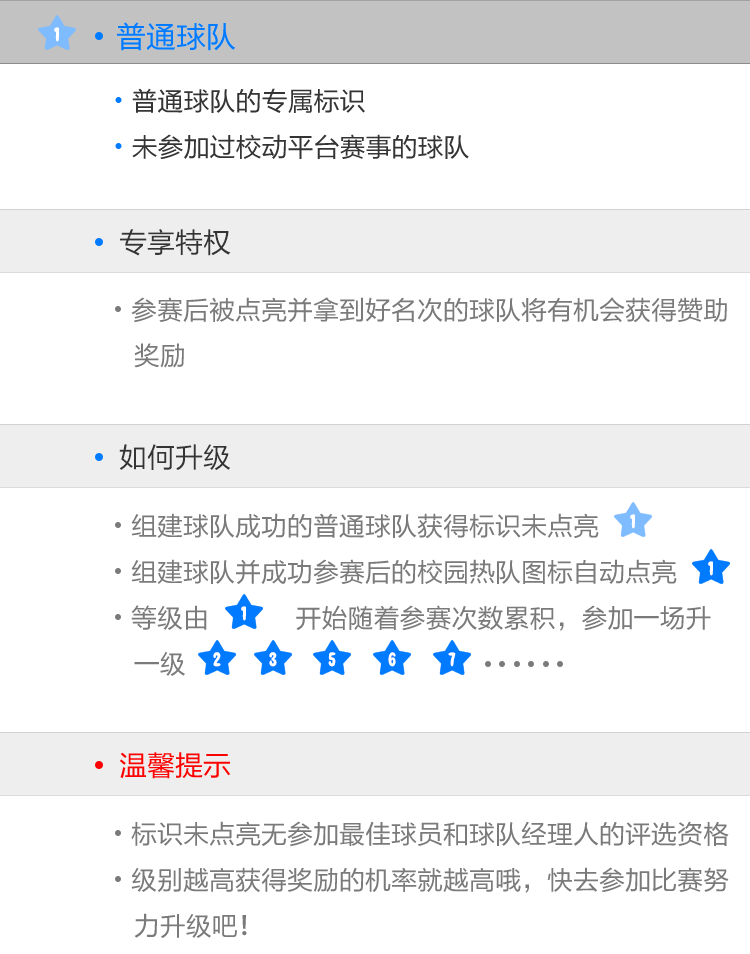 1 • 普通球队
• 普通球队的专属标识
• 未参加过校动平台赛事的球队
• 专享特权
• 参赛后被点亮并拿到好名次的球队将有机会获得赞助
奖励
• 如何升级
• 组建球队成功的普通球队获得标识未点亮 1
• 组建球队并成功参赛后的校园热队图标自动点亮 1
• 等级由 1 开始随着参赛次数累积，参加一场升
一级 2 3 5 6 7 ••••••
• 温馨提示
• 标识未点亮无参加最佳球员和球队经理人的评选资格
• 级别越高获得奖励的机率就越高哦，快去参加比赛努
力升级吧！